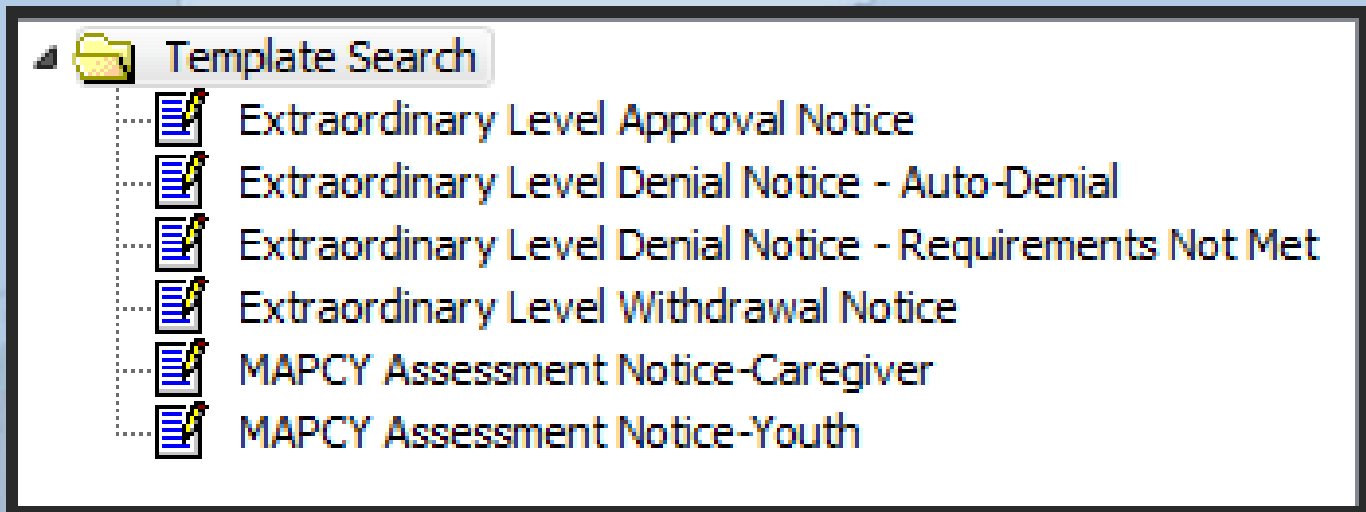 Template Search
Extraordinary Level Approval Notice
Extraordinary Level Denial Notice - Auto-Denial
Extraordinary Level Denial Notice - Requirements Not Met
Extraordinary Level Withdrawal Notice
MAPCY Assessment Notice-Caregiver
MAPCY Assessment Notice-Youth